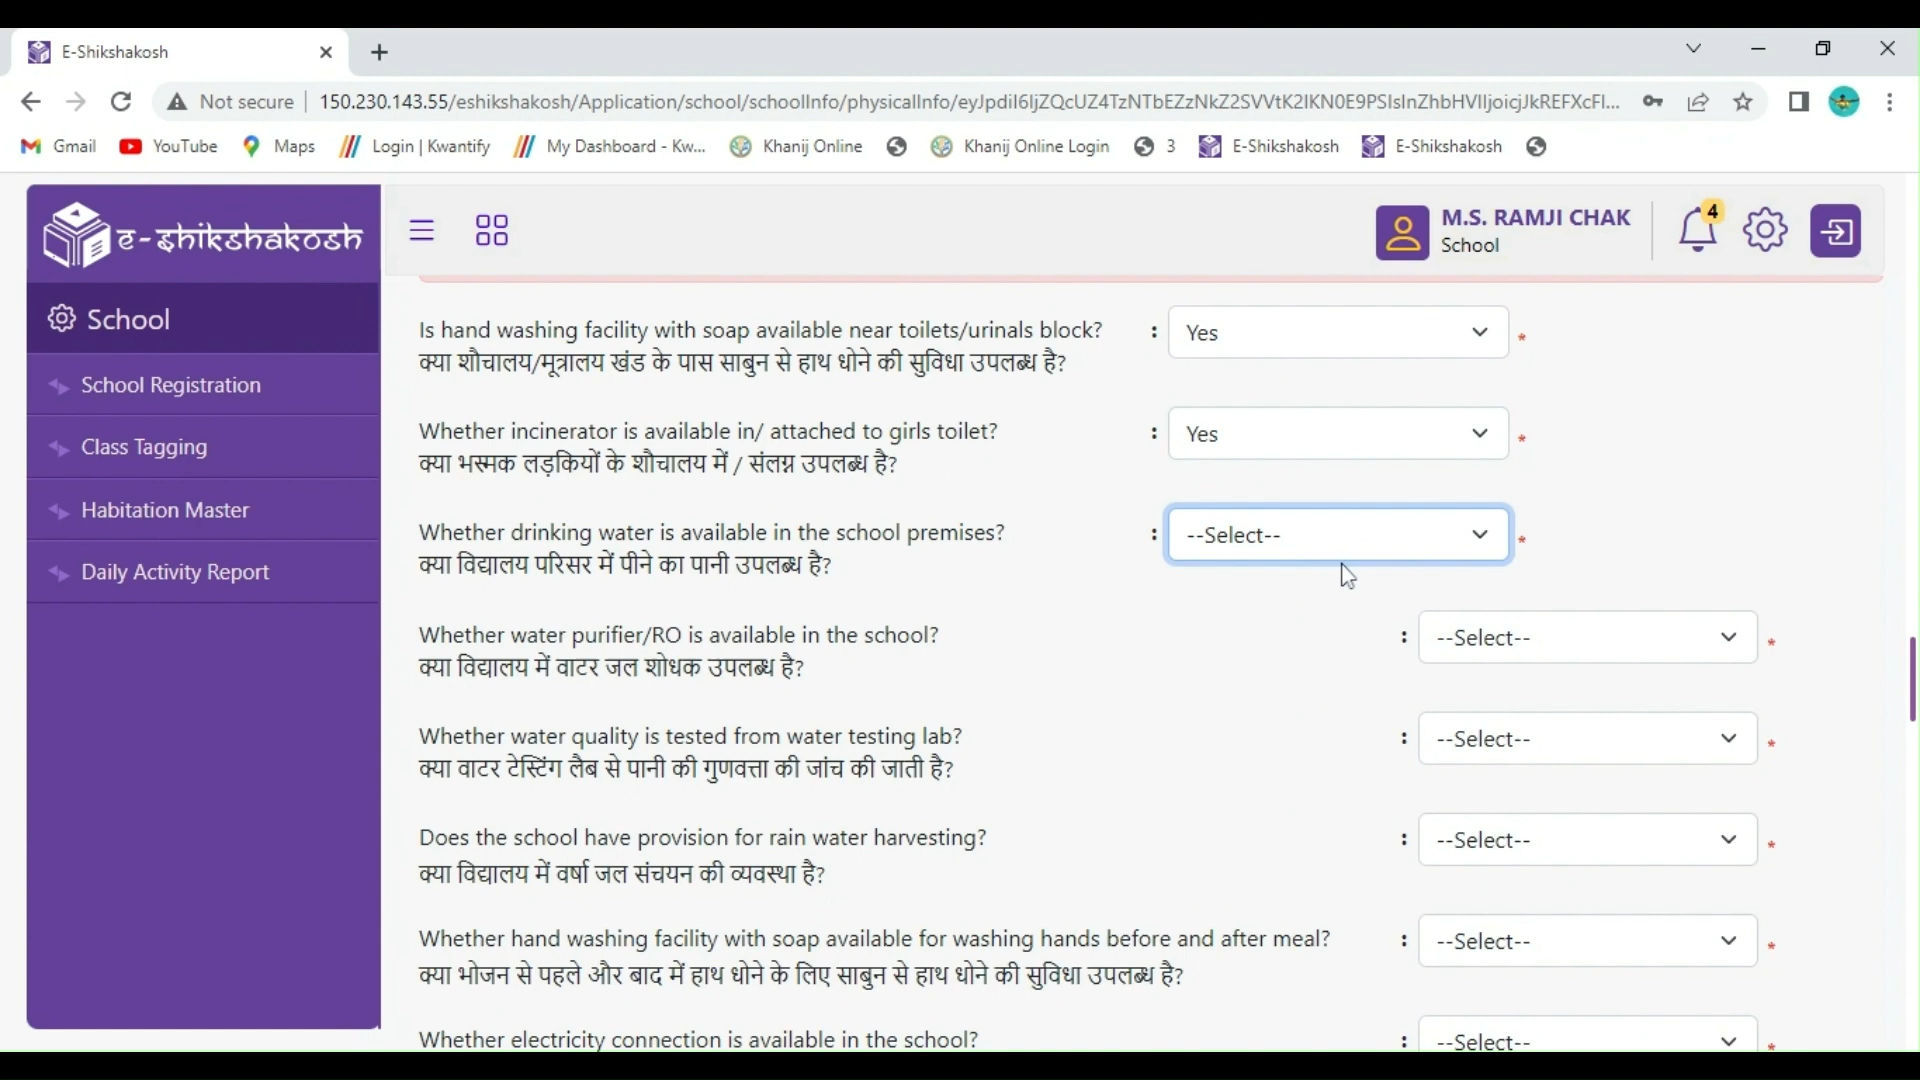 E-Shikshakosh
Not secure
150.230.143.55/eshikshakosh/Application/school/schoolInfo/physicalInfo/
Gmail YouTube Maps Login | Kwantify My Dashboard - Kw... Khanij Online Khanij Online Login 3 E-Shikshakosh E-Shikshakosh
e-shikshakosh
M.S. RAMJI CHAK
School
4
School
School Registration
Class Tagging
Habitation Master
Daily Activity Report
Is hand washing facility with soap available near toilets/urinals block? : Yes *
क्या शौचालय/मूत्रालय खंड के पास साबुन से हाथ धोने की सुविधा उपलब्ध है?
Whether incinerator is available in/ attached to girls toilet? : Yes *
क्या भस्मक लड़कियों के शौचालय में / संलग्न उपलब्ध है?
Whether drinking water is available in the school premises? : --Select-- *
क्या विद्यालय परिसर में पीने का पानी उपलब्ध है?
Whether water purifier/RO is available in the school? : --Select-- *
क्या विद्यालय में वाटर जल शोधक उपलब्ध है?
Whether water quality is tested from water testing lab? : --Select-- *
क्या वाटर टेस्टिंग लैब से पानी की गुणवत्ता की जांच की जाती है?
Does the school have provision for rain water harvesting? : --Select-- *
क्या विद्यालय में वर्षा जल संचयन की व्यवस्था है?
Whether hand washing facility with soap available for washing hands before and after meal? : --Select-- *
क्या भोजन से पहले और बाद में हाथ धोने के लिए साबुन से हाथ धोने की सुविधा उपलब्ध है?
Whether electricity connection is available in the school? : --Select-- *